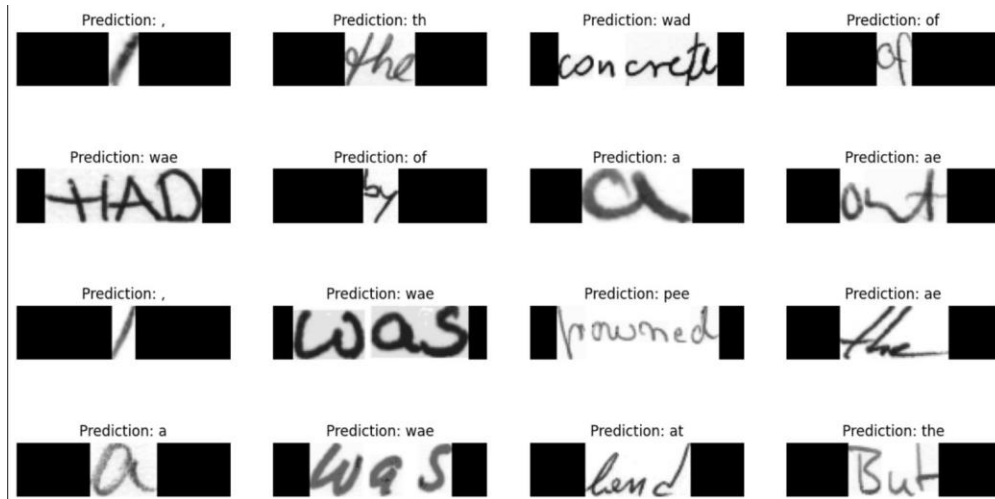 Prediction: , Prediction: th Prediction: wad Prediction: of
, the concrete of
Prediction: wae Prediction: of Prediction: a Prediction: ae
HAD by a out
Prediction: , Prediction: wae Prediction: pee Prediction: ae
, was frowned the
Prediction: a Prediction: wae Prediction: at Prediction: the
a was bend But